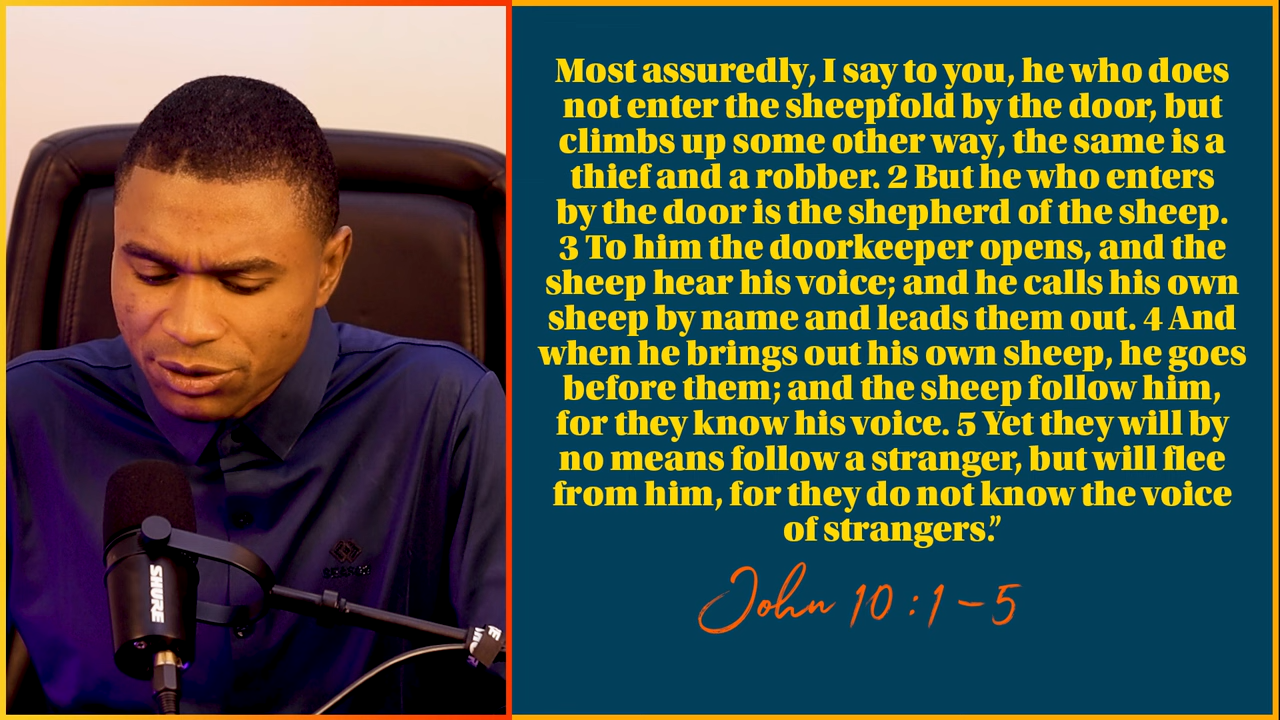 Most assuredly, I say to you, he who does
not enter the sheepfold by the door, but
climbs up some other way, the same is a
thief and a robber. 2 But he who enters
by the door is the shepherd of the sheep.
3 To him the doorkeeper opens, and the
sheep hear his voice; and he calls his own
sheep by name and leads them out. 4 And
when he brings out his own sheep, he goes
before them; and the sheep follow him,
for they know his voice. 5 Yet they will by
no means follow a stranger, but will flee
from him, for they do not know the voice
of strangers.”
John 10 : 1 – 5
SHURE